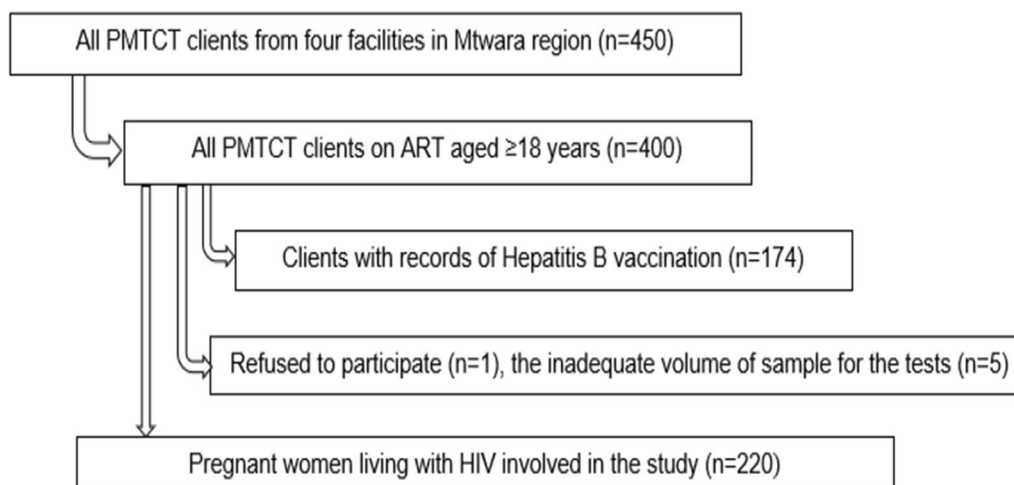 All PMTCT clients from four facilities in Mtwara region (n=450)
All PMTCT clients on ART aged ≥18 years (n=400)
Clients with records of Hepatitis B vaccination (n=174)
Refused to participate (n=1), the inadequate volume of sample for the tests (n=5)
Pregnant women living with HIV involved in the study (n=220)